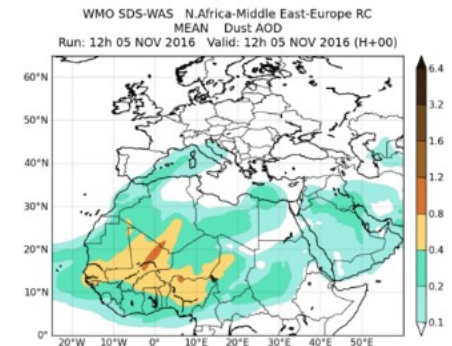 WMO SDS-WAS N.Africa-Middle East-Europe RC
MEAN Dust AOD
Run: 12h 05 NOV 2016 Valid: 12h 05 NOV 2016 (H+00)
60°N
50°N
40°N
30°N
20°N
10°N
0°
20°W
10°W
0°
10°E
20°E
30°E
40°E
50°E
6.4
3.2
1.6
1.2
0.8
0.4
0.2
0.1